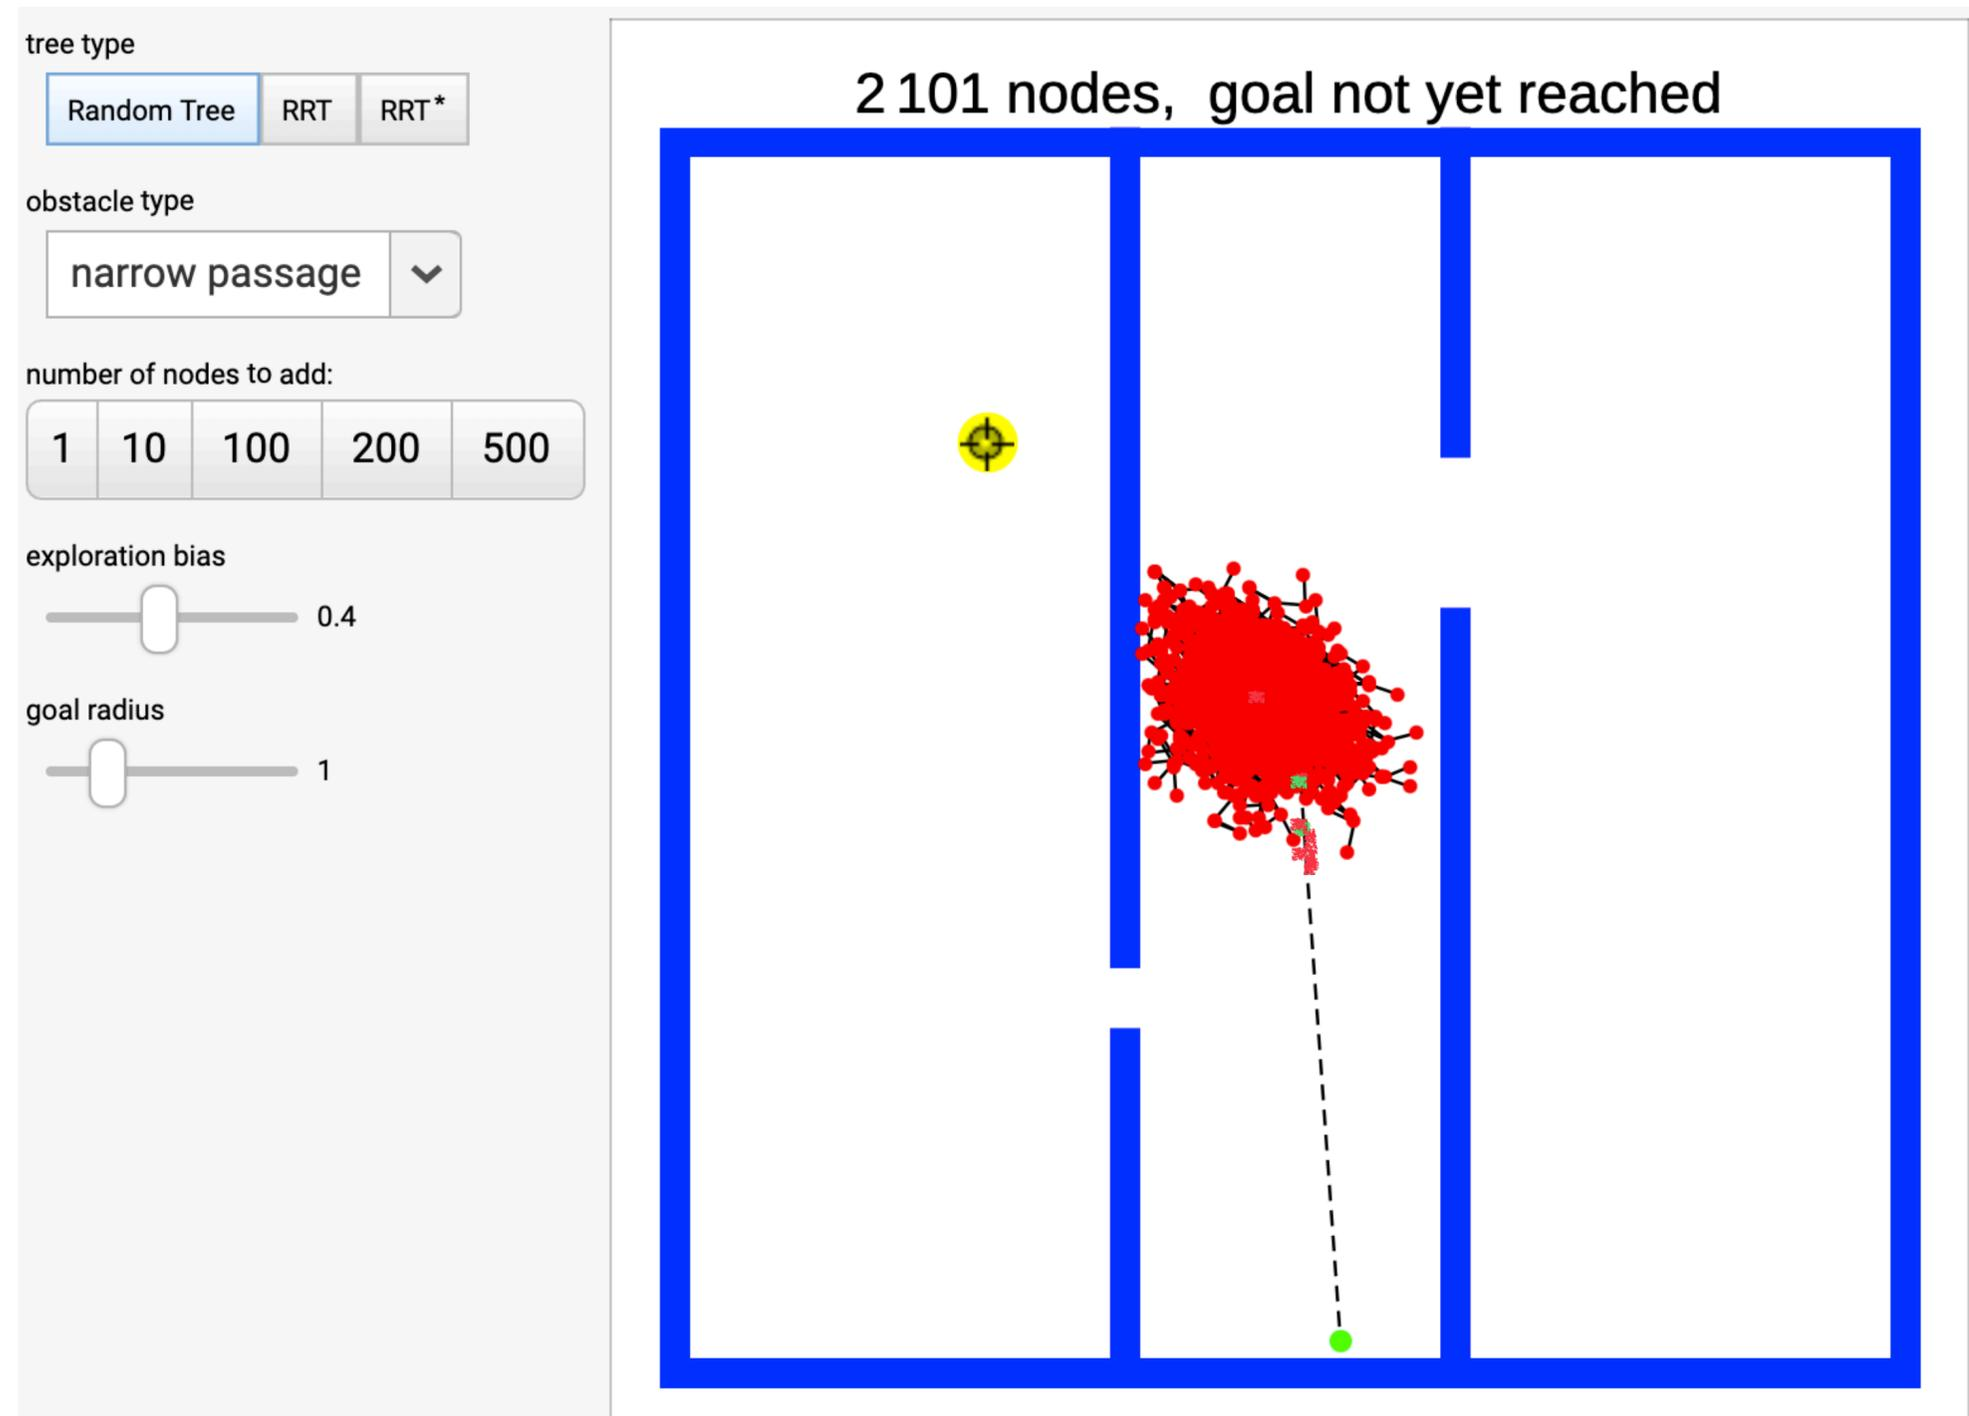 tree type
Random Tree RRT RRT*
obstacle type
narrow passage
number of nodes to add:
1 10 100 200 500
exploration bias
0.4
goal radius
1
2 101 nodes, goal not yet reached